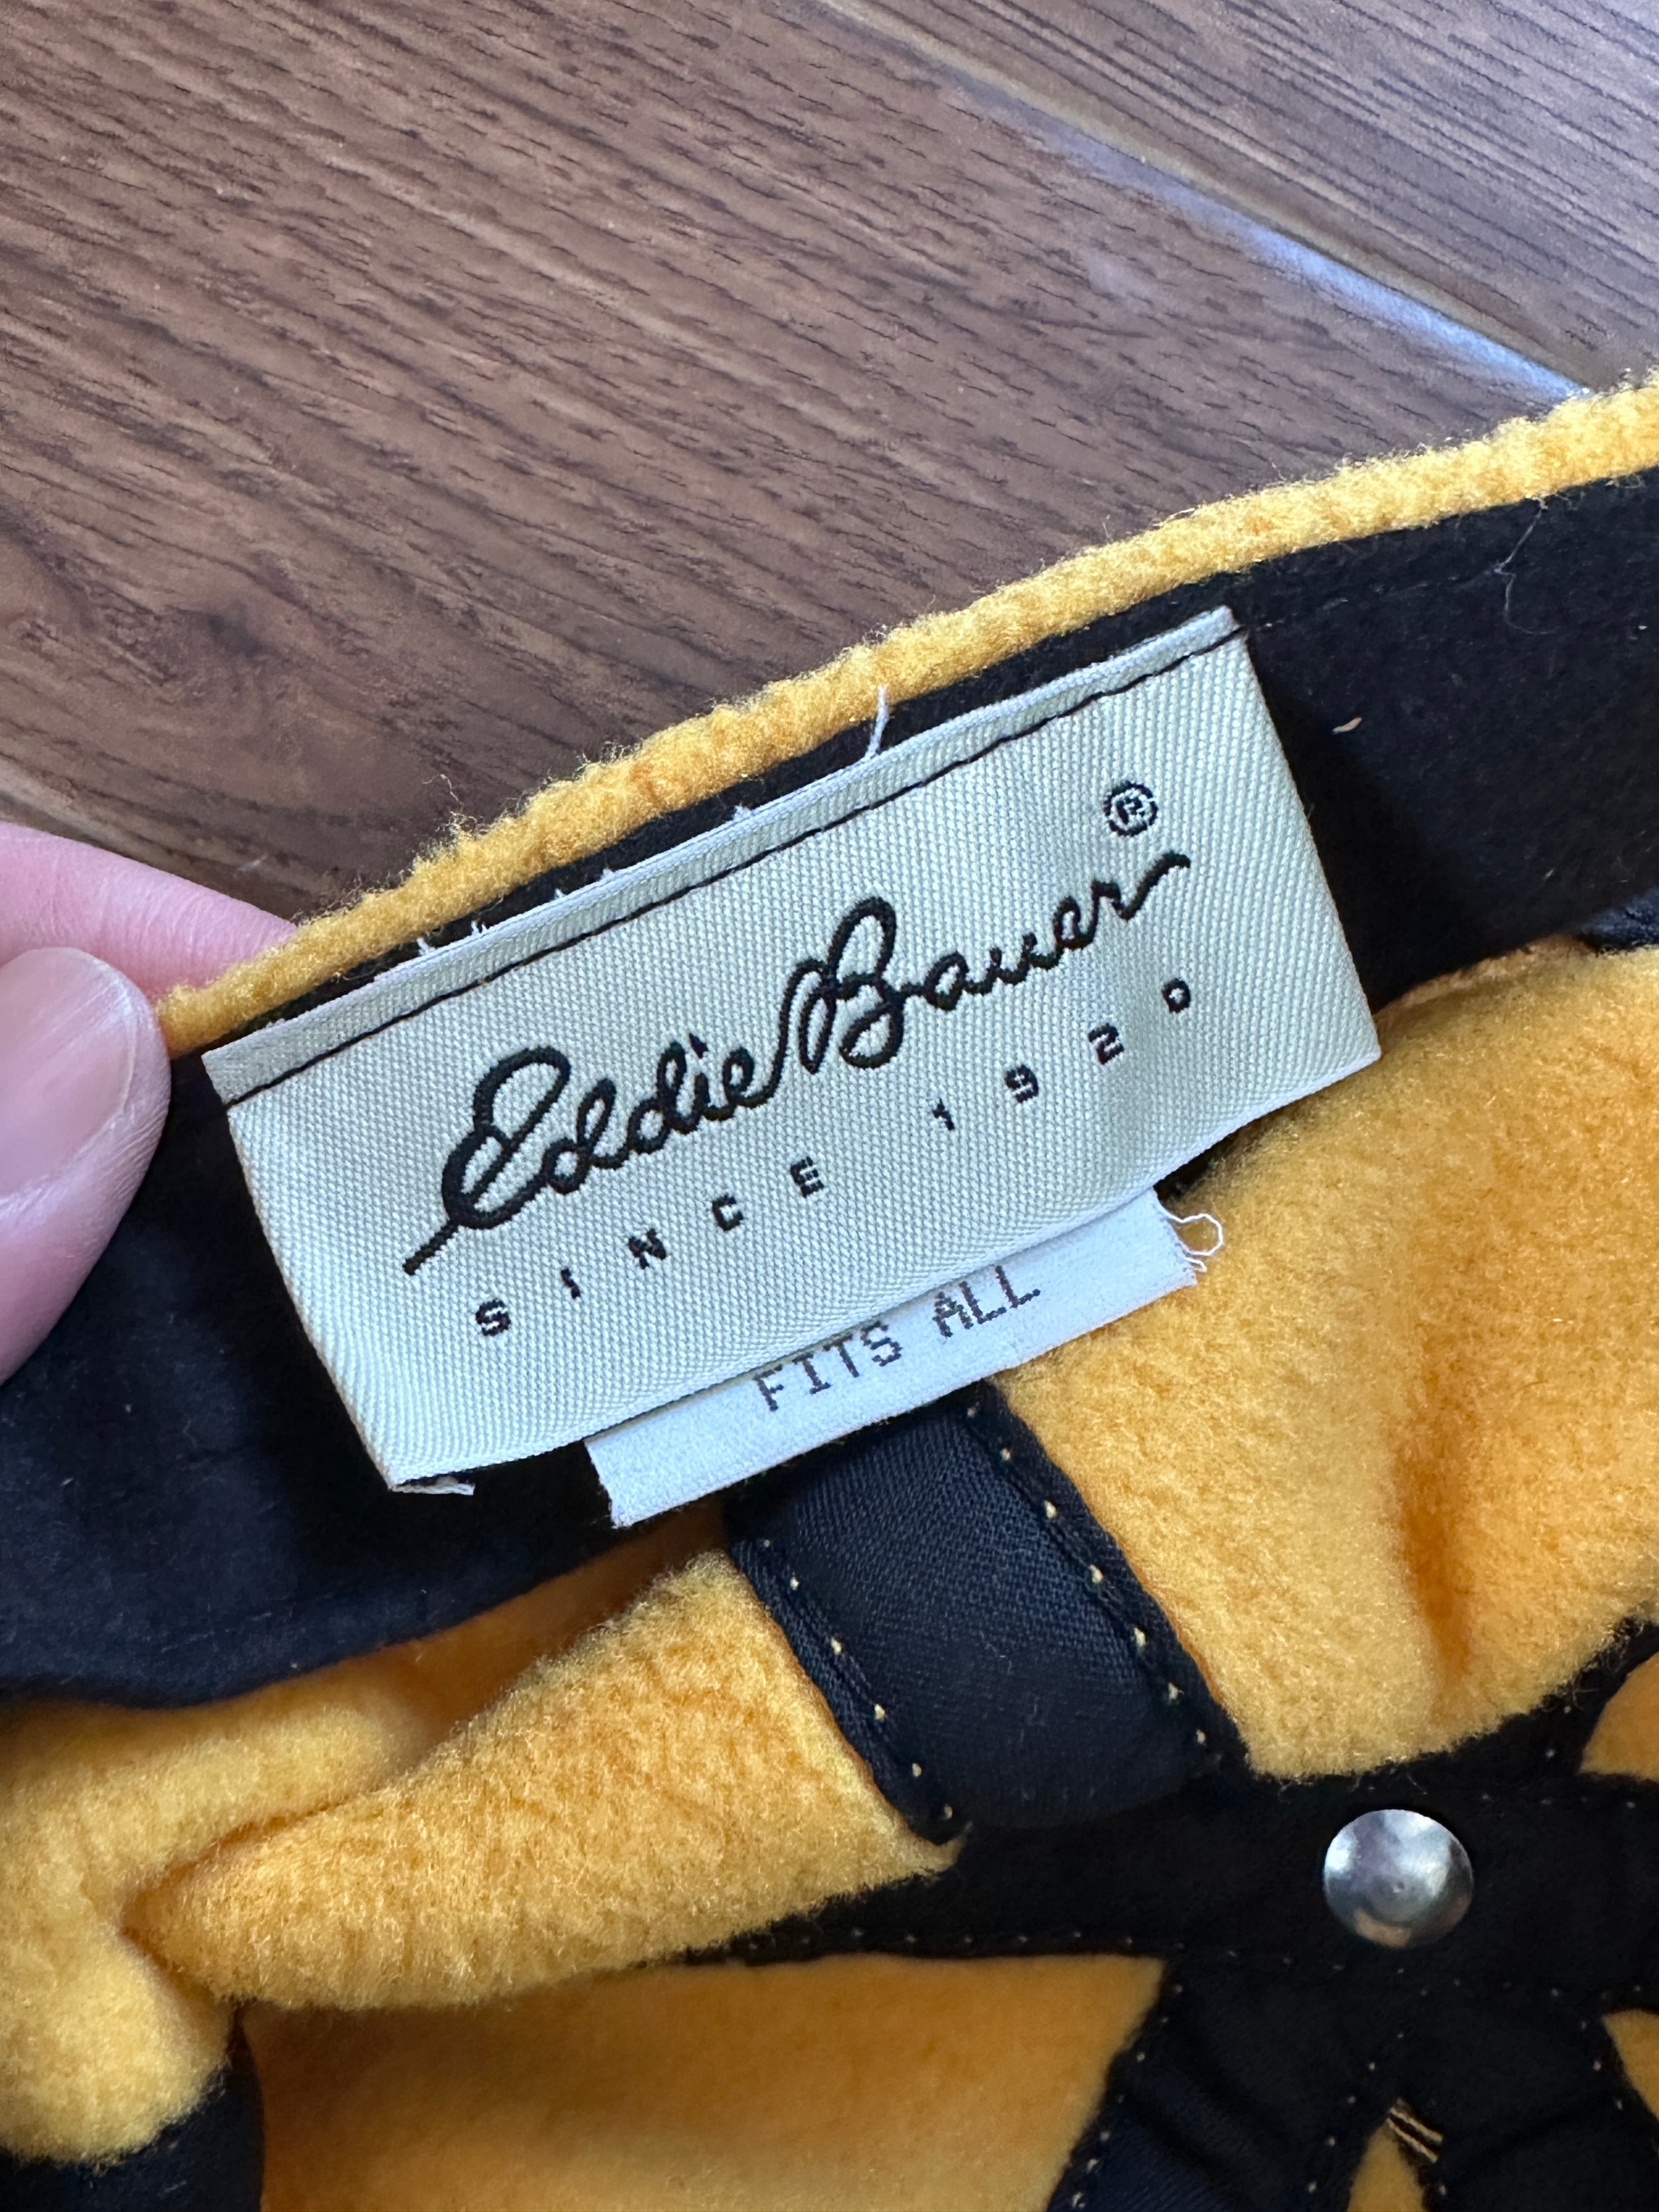 Eddie Bauer®
SINCE 1920
FITS ALL